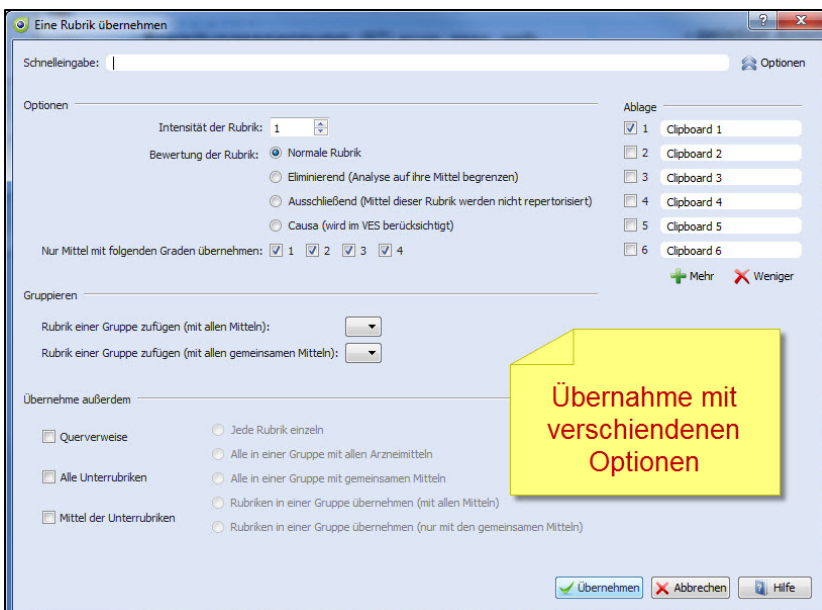 Eine Rubrik übernehmen
Schnelleingabe:
Optionen
Optionen
Intensität der Rubrik: 1
Bewertung der Rubrik: Normale Rubrik
Eliminierend (Analyse auf ihre Mittel begrenzen)
Ausschließend (Mittel dieser Rubrik werden nicht repertorisiert)
Causa (wird im VES berücksichtigt)
Nur Mittel mit folgenden Graden übernehmen: 1 2 3 4
Ablage
1 Clipboard 1
2 Clipboard 2
3 Clipboard 3
4 Clipboard 4
5 Clipboard 5
6 Clipboard 6
Mehr Weniger
Gruppieren
Rubrik einer Gruppe zufügen (mit allen Mitteln):
Rubrik einer Gruppe zufügen (mit allen gemeinsamen Mitteln):
Übernahme mit
verschiendenen
Optionen
Übernehme außerdem
Querverweise
Alle Unterrubriken
Mittel der Unterrubriken
Jede Rubrik einzeln
Alle in einer Gruppe mit allen Arzneimitteln
Alle in einer Gruppe mit gemeinsamen Mitteln
Rubriken in einer Gruppe übernehmen (mit allen Mitteln)
Rubriken in einer Gruppe übernehmen (nur mit den gemeinsamen Mitteln)
Übernehmen Abbrechen Hilfe